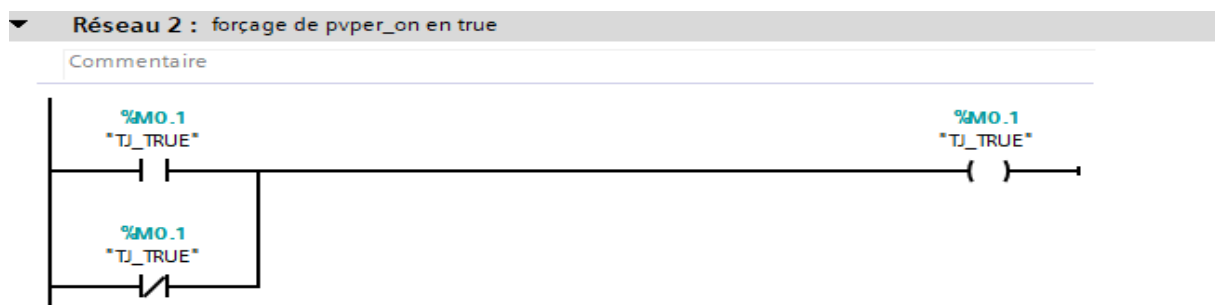 Réseau 2 : forçage de pvper_on en true
Commentaire
%M0.1 %M0.1
"TJ_TRUE" "TJ_TRUE"
%M0.1
"TJ_TRUE"